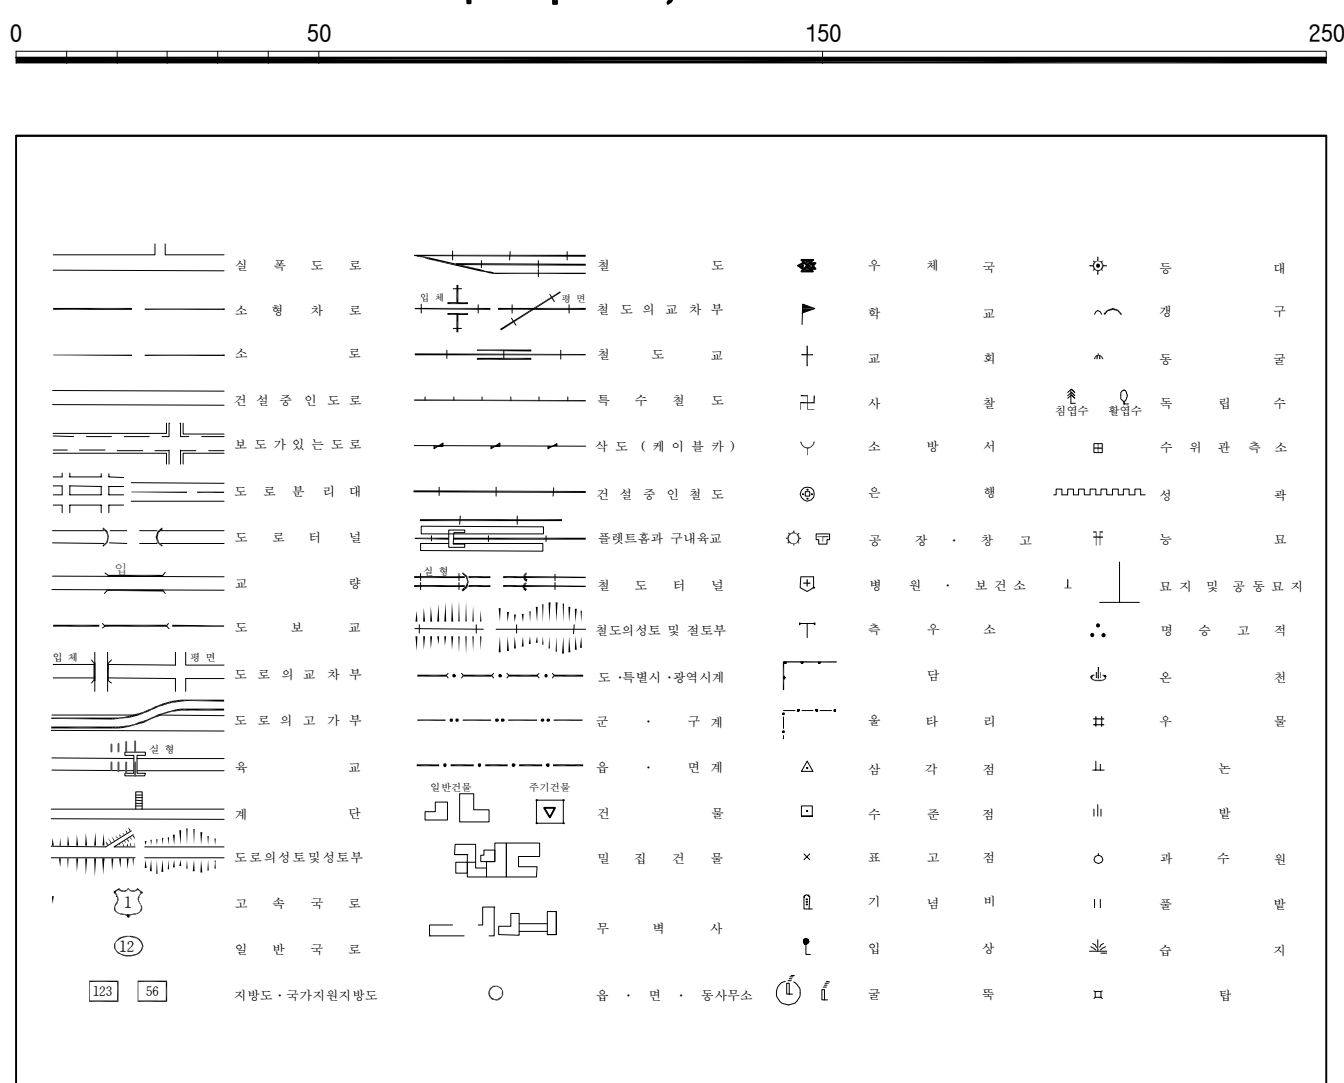 0 50 150 250
실 폭 도 로
소 형 차 로
소 로
건 설 중 인 도 로
보 도 가 있 는 도 로
도 로 분 리 대
도 로 터 널
입
교 량
도 보 교
입 체 평 면
도 로 의 교 차 부
도 로 의 고 가 부
실 형
육 교
계 단
도로의성토및성토부
1
고 속 국 로
12
일 반 국 로
123 56
지방도 · 국가지원지방도
철 도
입 체 평 면
철 도 의 교 차 부
철 도 교
특 수 철 도
삭 도 ( 케 이 블 카 )
건 설 중 인 철 도
플랫트홈과 구내육교
실 형
철 도 터 널
철도의성토 및 절토부
도 · 특별시 · 광역시계
군 · 구 계
읍 · 면 계
일반건물 주기건물
건 물
밀 집 건 물
무 벽 사
읍 · 면 · 동사무소
우 체 국
학 교
교 회
사 찰
소 방 서
은 행
공 장 · 창 고
병 원 · 보 건 소
측 우 소
담
울 타 리
삼 각 점
수 준 점
표 고 점
기 념 비
입 상
굴 뚝
등 대
갱 구
동 굴
침엽수 활엽수
독 립 수
수 위 관 측 소
성 곽
능 묘
묘 지 및 공 동 묘 지
명 승 고 적
온 천
우 물
논
밭
과 수 원
풀 밭
습 지
탑